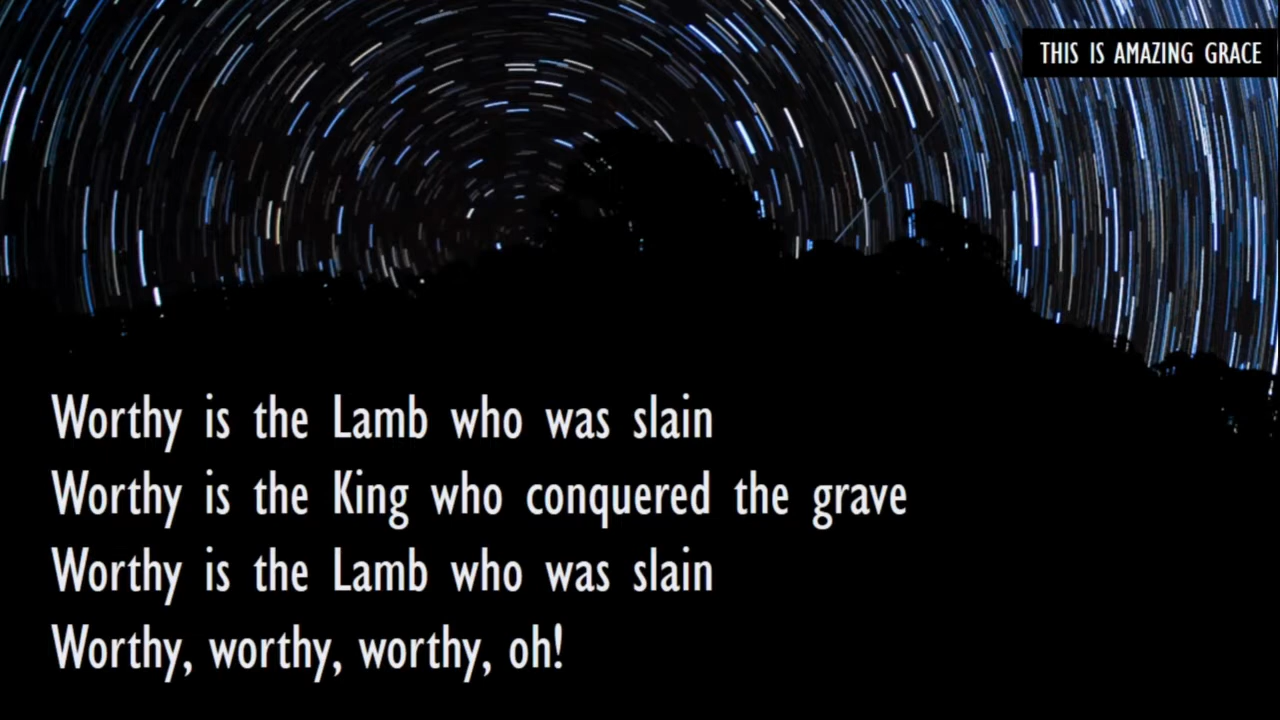 THIS IS AMAZING GRACE
Worthy is the Lamb who was slain
Worthy is the King who conquered the grave
Worthy is the Lamb who was slain
Worthy, worthy, worthy, oh!